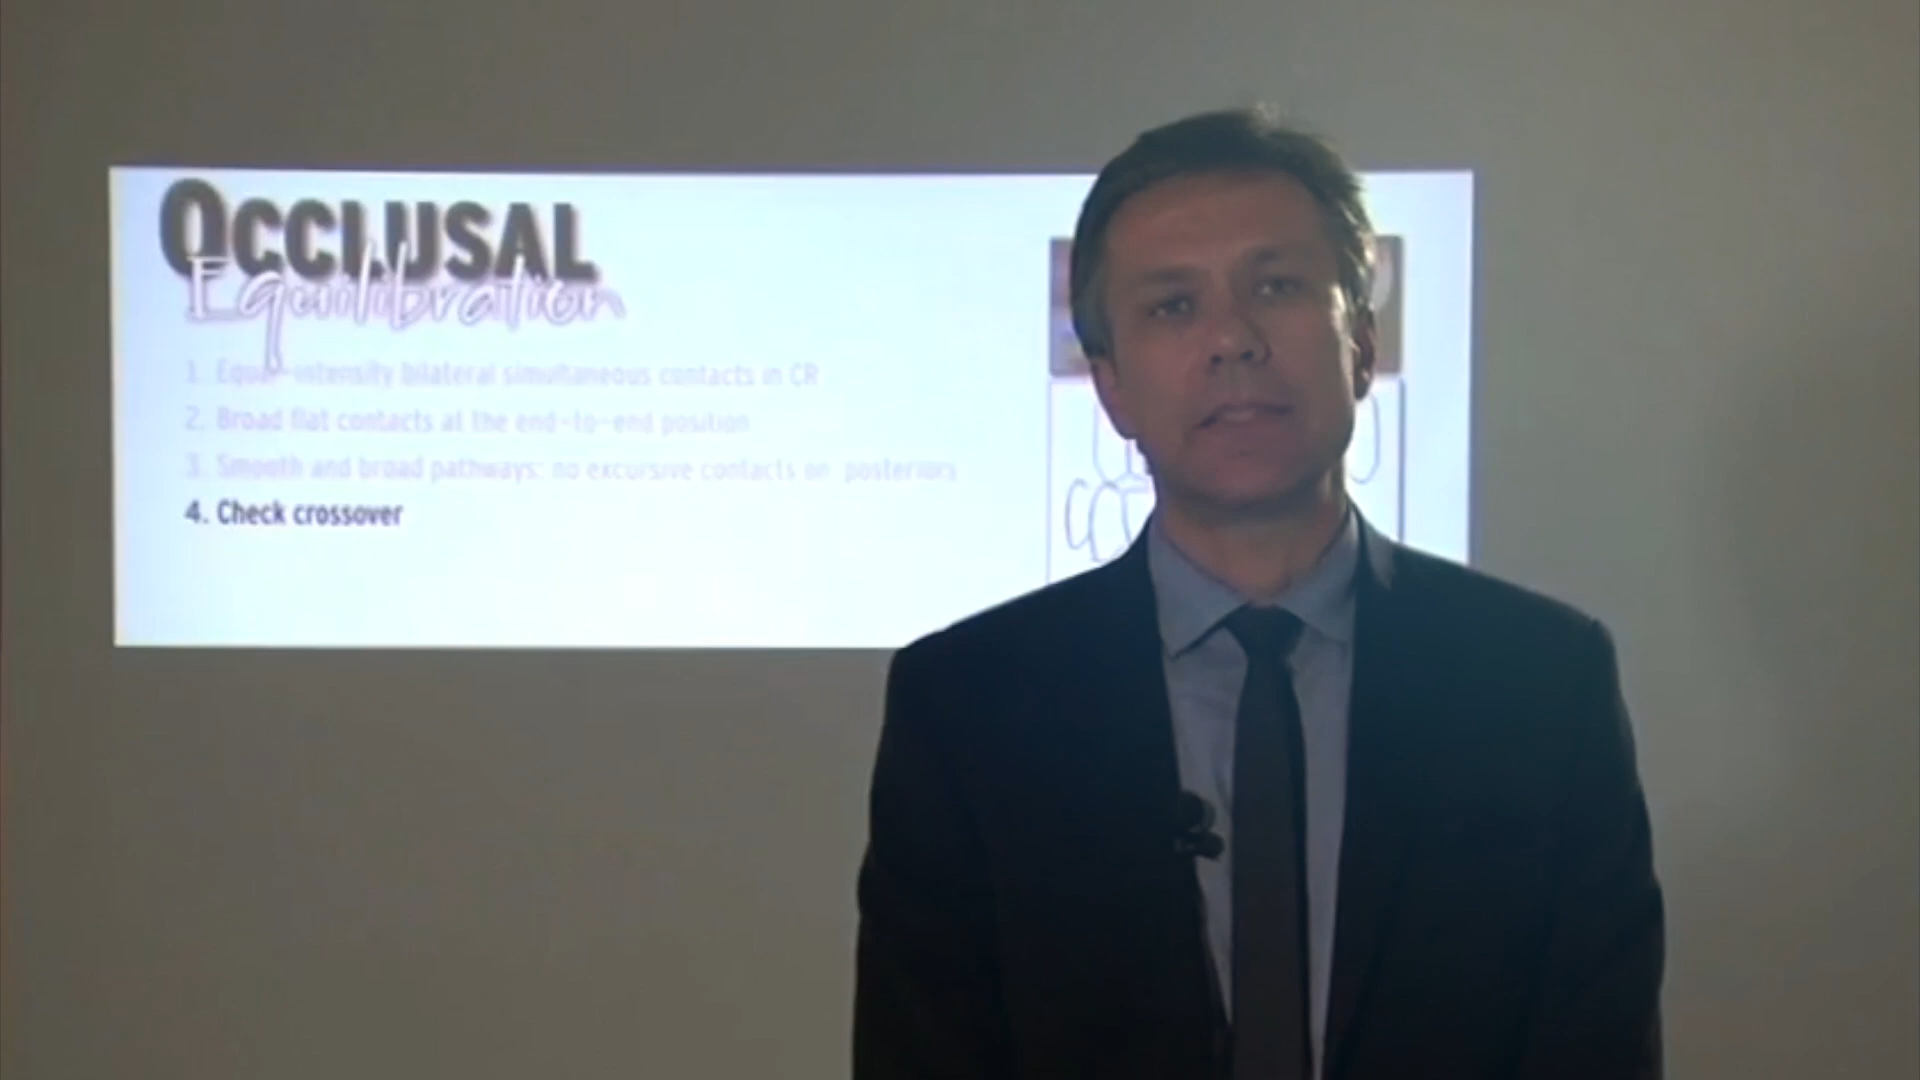 OCCLUSAL
Equilibration
1. Equal-intensity bilateral simultaneous contacts in CR
2. Broad flat contacts at the end-to-end position
3. Smooth and broad pathways: no excursive contacts on posteriors
4. Check crossover